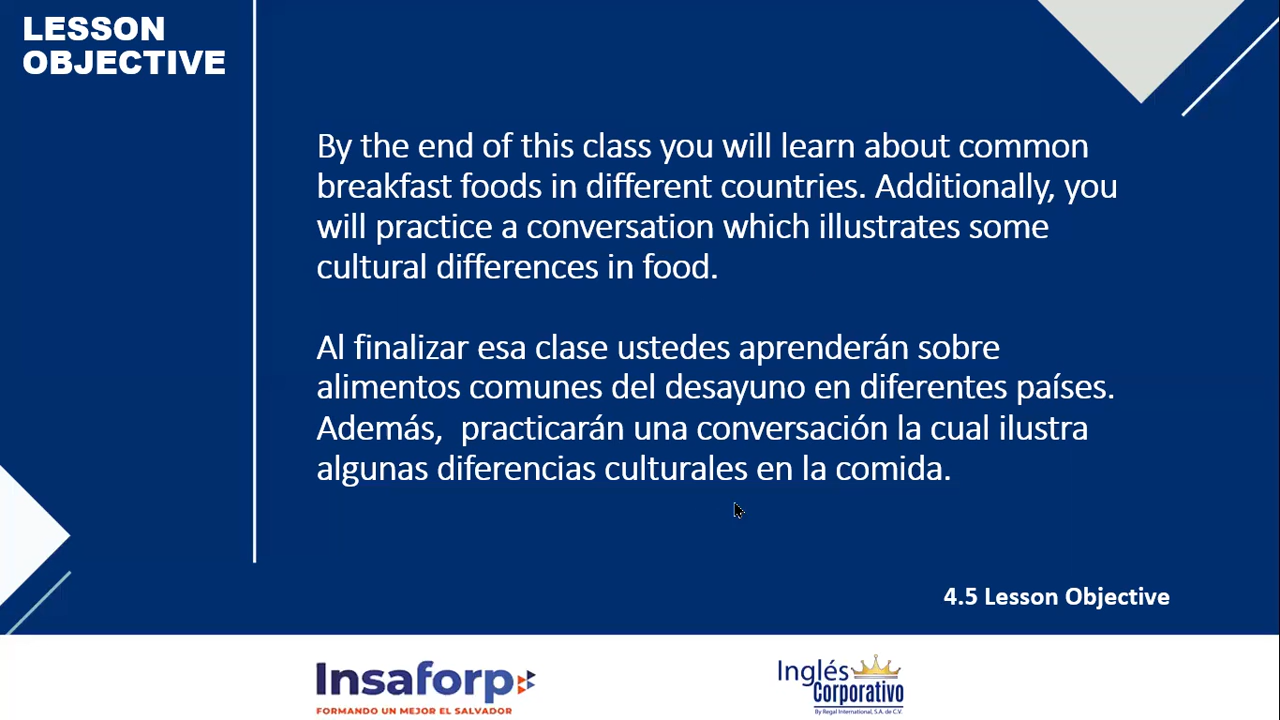 LESSON
OBJECTIVE
By the end of this class you will learn about common
breakfast foods in different countries. Additionally, you
will practice a conversation which illustrates some
cultural differences in food.
Al finalizar esa clase ustedes aprenderán sobre
alimentos comunes del desayuno en diferentes países.
Además,  practicarán una conversación la cual ilustra
algunas diferencias culturales en la comida.
4.5 Lesson Objective
Insaforp
FORMANDO UN MEJOR EL SALVADOR
Inglés
Corporativo
By Regal International, S.A. de C.V.